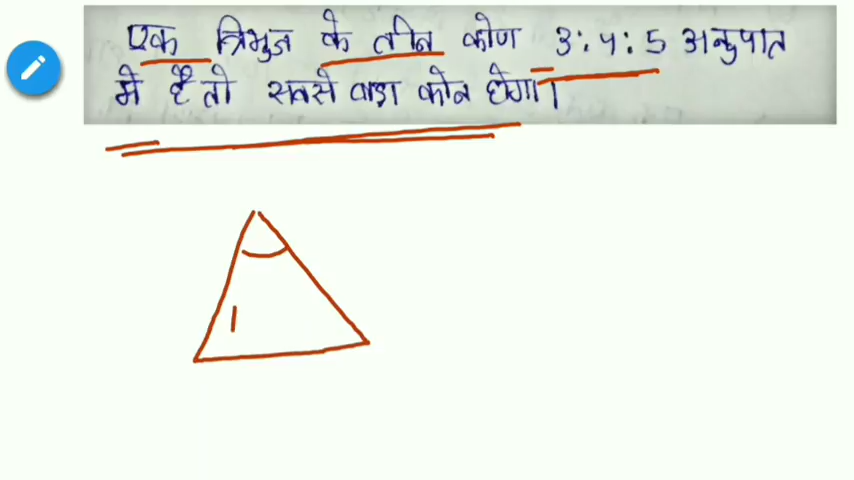 एक त्रिभुज के तीन कोण 3:4:5 अनुपात
मे है तो सबसे बड़ा कोन होगा।